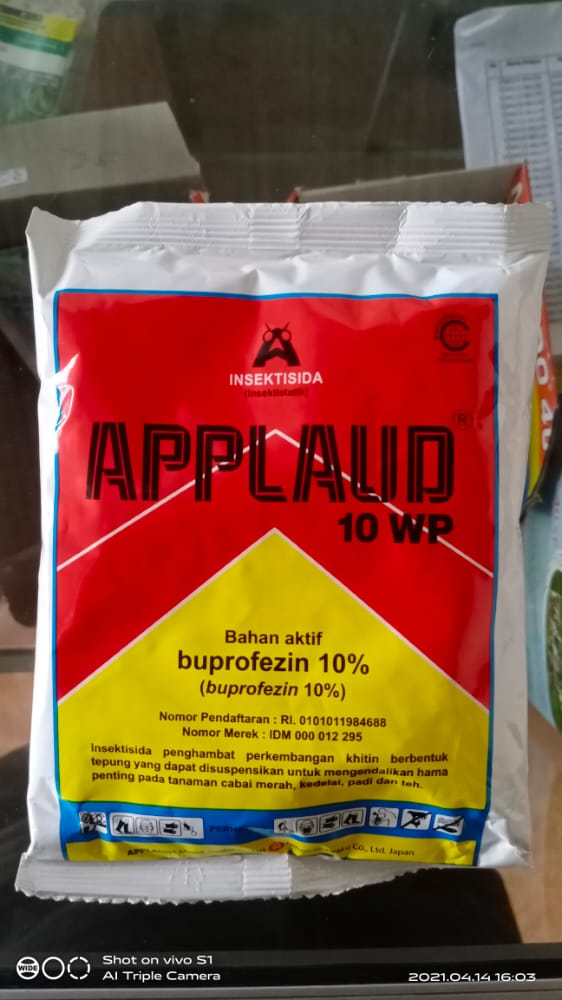 INSEKTISIDA
(Insektisida)
APPLAUD®
10 WP
Bahan aktif
buprofezin 10%
(buprofezin 10%)
Nomor Pendaftaran : RI. 0101011984688
Nomor Merek : IDM 000 012 295
Insektisida penghambat perkembangan khitin berbentuk
tepung yang dapat disuspensikan untuk mengendalikan hama
penting pada tanaman cabai merah, kedelai, padi dan teh.
Co., Ltd. Japan
WIDE
Shot on vivo S1
AI Triple Camera
2021.04.14 16:03